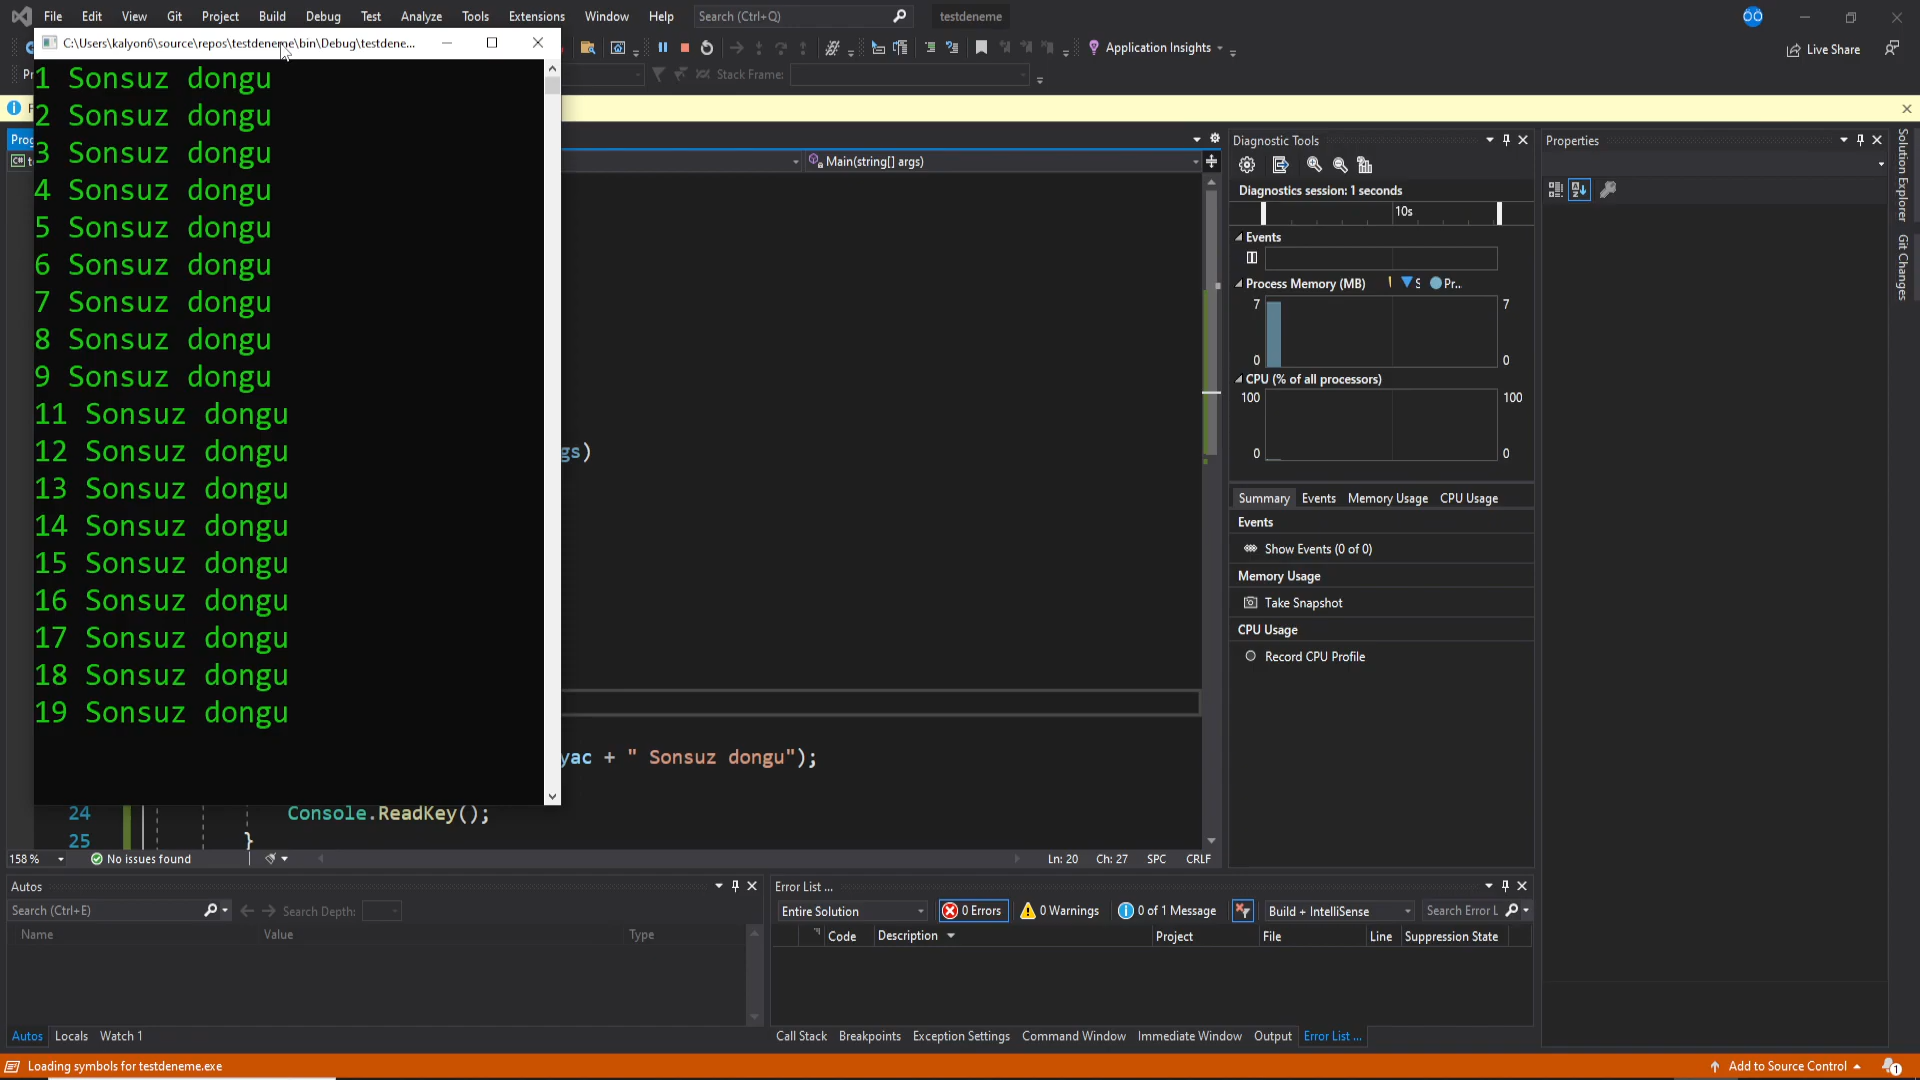 File Edit View Git Project Build Debug Test Analyze Tools Extensions Window Help Search (Ctrl+Q) testdeneme
C:\Users\kalyon6\source\repos\testdeneme\bin\Debug\testdene...
Application Insights
Live Share
Stack Frame:
1 Sonsuz dongu
2 Sonsuz dongu
3 Sonsuz dongu
4 Sonsuz dongu
5 Sonsuz dongu
6 Sonsuz dongu
7 Sonsuz dongu
8 Sonsuz dongu
9 Sonsuz dongu
11 Sonsuz dongu
12 Sonsuz dongu
13 Sonsuz dongu
14 Sonsuz dongu
15 Sonsuz dongu
16 Sonsuz dongu
17 Sonsuz dongu
18 Sonsuz dongu
19 Sonsuz dongu
Main(string[] args)
gs)
yac + " Sonsuz dongu");
24 Console.ReadKey();
25 }
158 % No issues found Ln: 20 Ch: 27 SPC CRLF
Diagnostic Tools
Diagnostics session: 1 seconds
10s
Events
Process Memory (MB) S Pr..
7 7
0 0
CPU (% of all processors)
100 100
0 0
Summary Events Memory Usage CPU Usage
Events
Show Events (0 of 0)
Memory Usage
Take Snapshot
CPU Usage
Record CPU Profile
Properties
Solution Explorer
Git Changes
Autos
Search (Ctrl+E) Search Depth:
Name Value Type
Autos Locals Watch 1
Error List ...
Entire Solution 0 Errors 0 Warnings 0 of 1 Message Build + IntelliSense Search Error L
Code Description Project File Line Suppression State
Call Stack Breakpoints Exception Settings Command Window Immediate Window Output Error List ...
Loading symbols for testdeneme.exe Add to Source Control 1